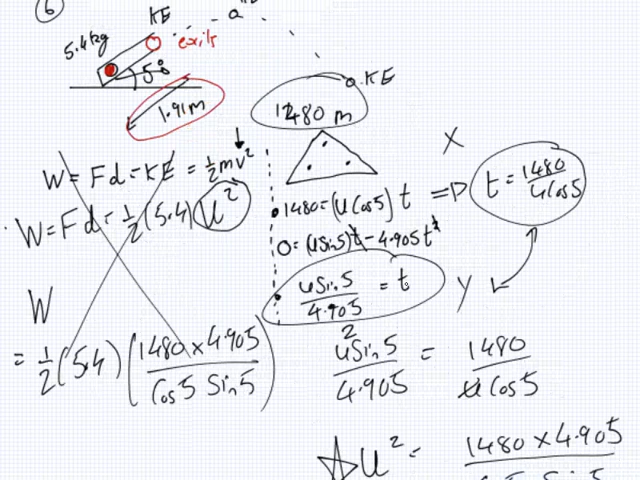 6
KE
5.4kg
exits
5°
1.91m
KE
1480 m
W = Fd = KE = ½mv²
W = Fd = ½(5.4)u²
W
= ½(5.4)(1480×4.905 / Cos5 Sin5)
X
1480 = (u Cos5) t ⇒ t = 1480 / u Cos5
0 = (u Sin5)t - 4.905t²
u Sin5 / 4.905 = t
Y
u² Sin5 / 4.905 = 1480 / u Cos5
u² = 1480 × 4.905